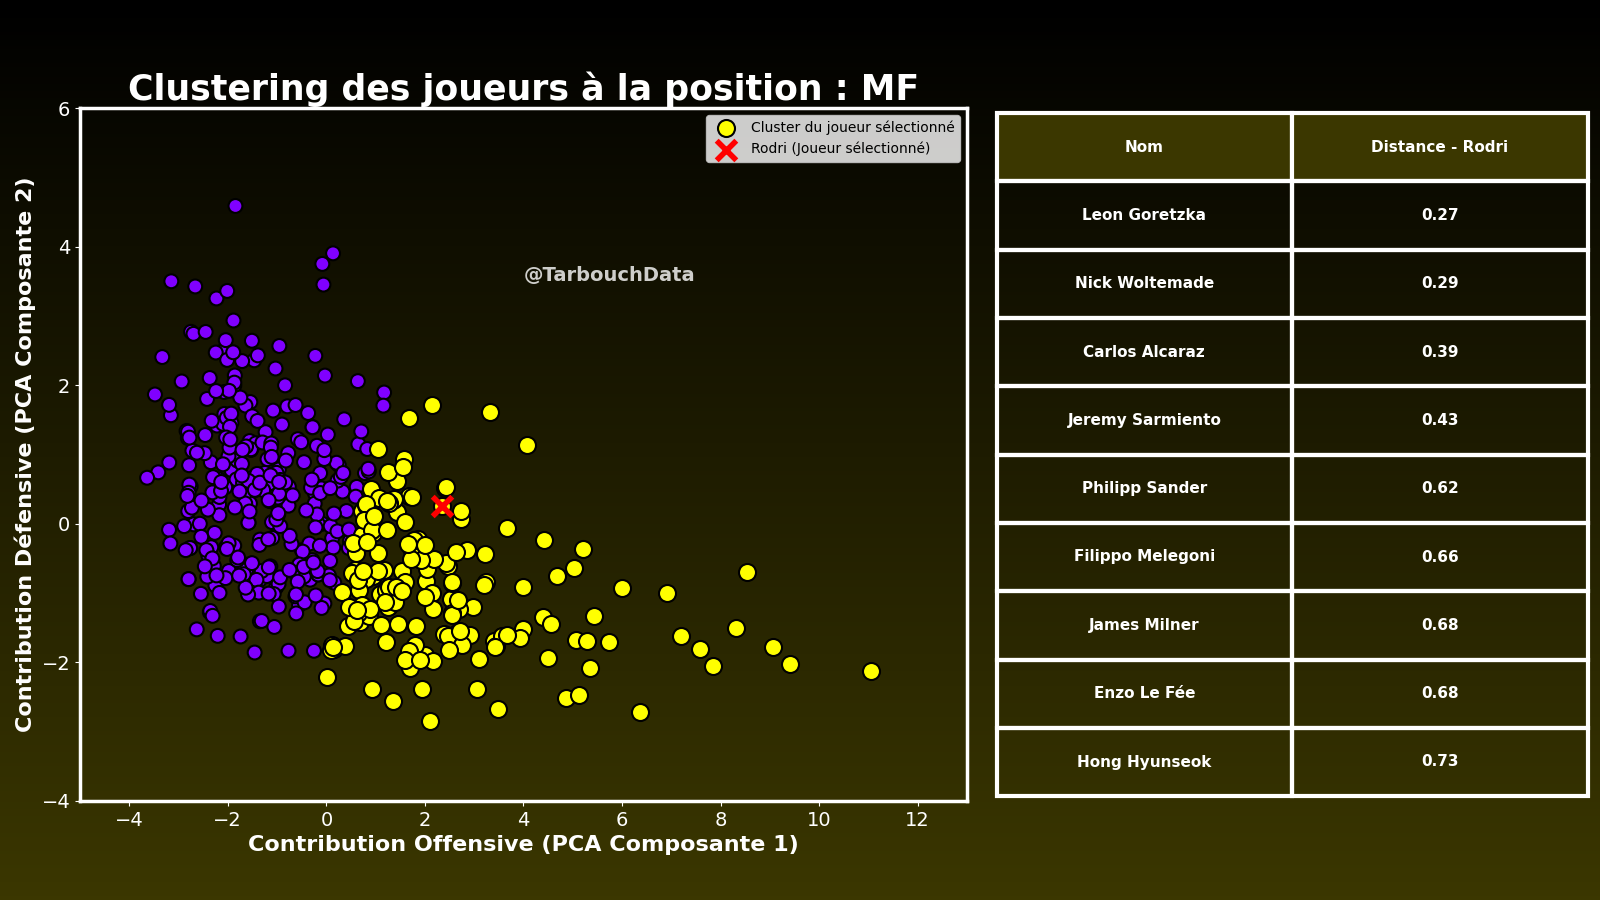 Clustering des joueurs à la position : MF
Cluster du joueur sélectionné
Rodri (Joueur sélectionné)
@TarbouchData
Contribution Défensive (PCA Composante 2)
6
4
2
0
−2
−4
−4
−2
0
2
4
6
8
10
12
Contribution Offensive (PCA Composante 1)
Nom Distance - Rodri
Leon Goretzka 0.27
Nick Woltemade 0.29
Carlos Alcaraz 0.39
Jeremy Sarmiento 0.43
Philipp Sander 0.62
Filippo Melegoni 0.66
James Milner 0.68
Enzo Le Fée 0.68
Hong Hyunseok 0.73